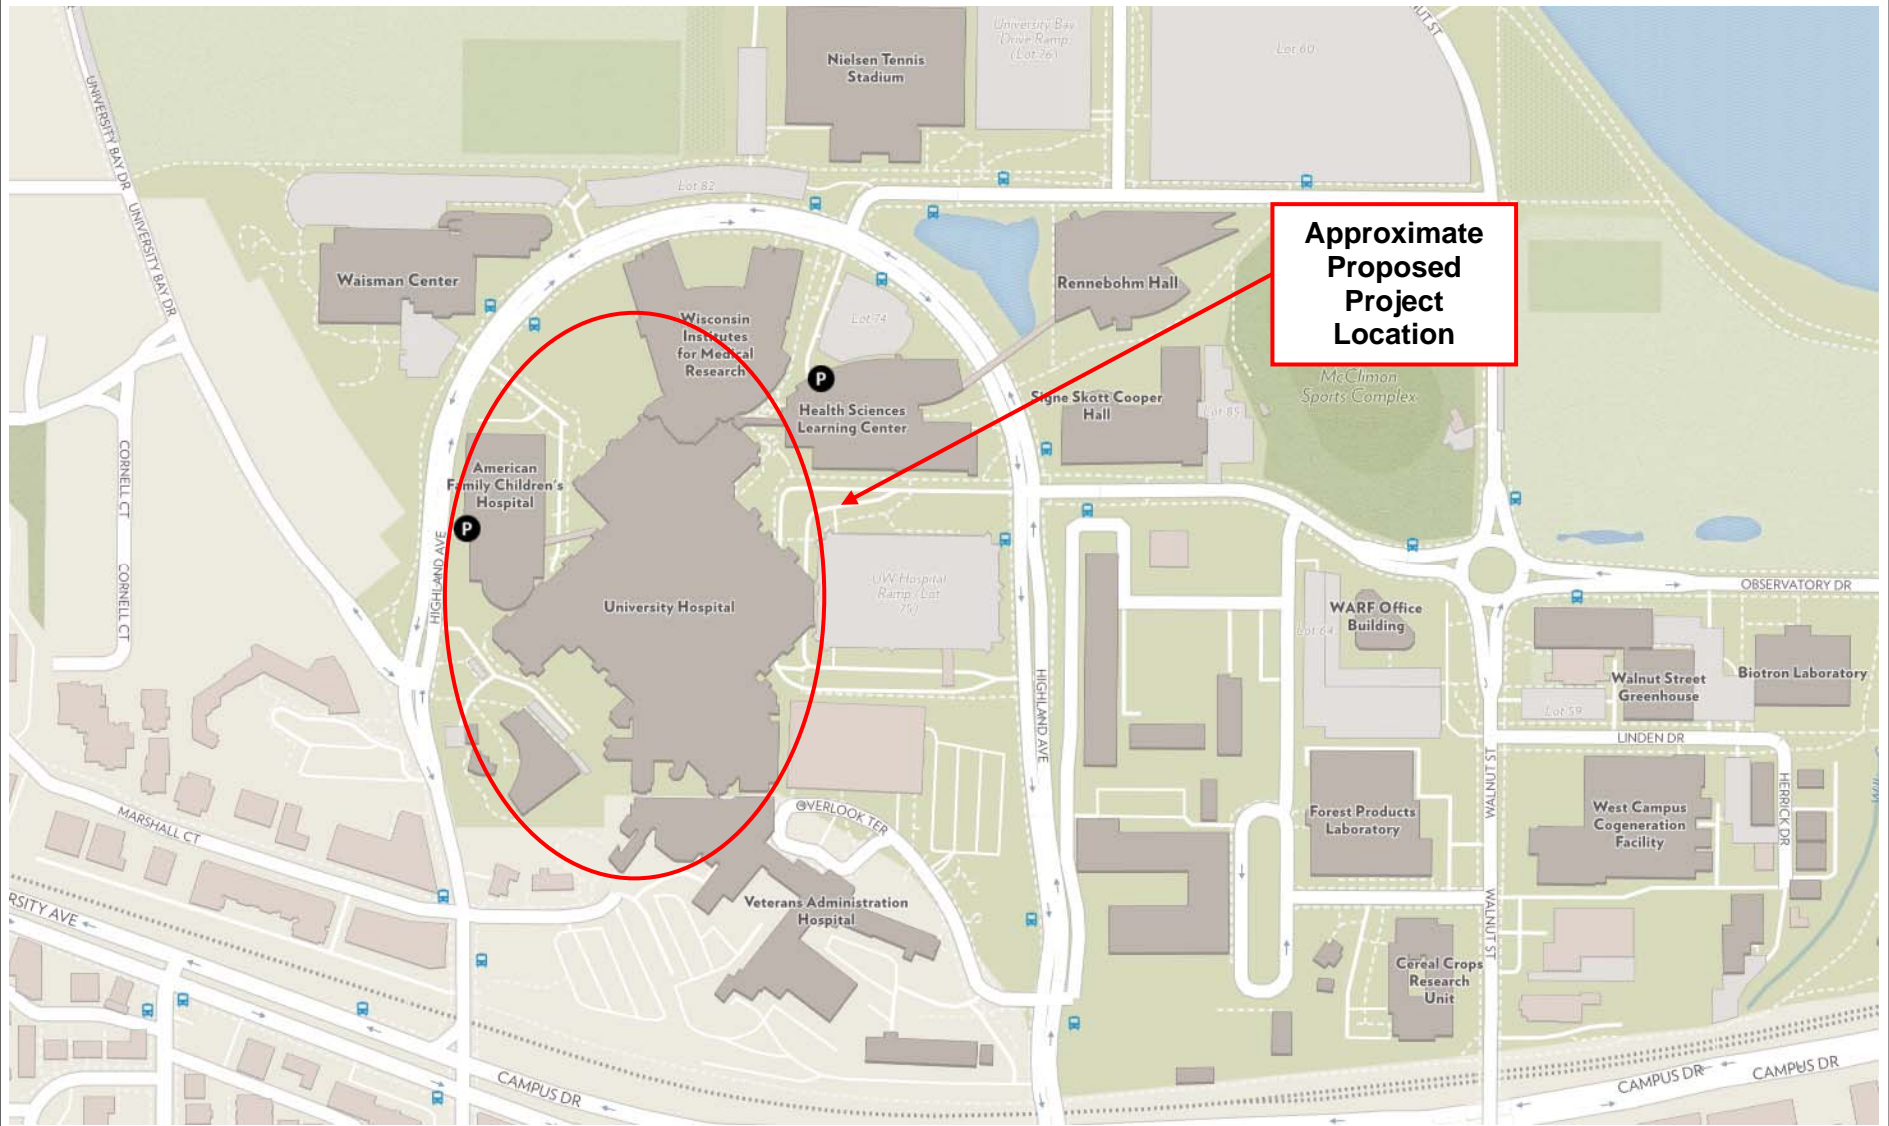 UNIVERSITY BAY DR
UNIVERSITY BAY DR
Nielsen Tennis
Stadium
University Bay
Drive Ramp
(Lot 76)
Lot 60
Lot 82
Waisman Center
Wisconsin
Institutes
for Medical
Research
Lot 74
Rennebohm Hall
Approximate
Proposed
Project
Location
McClimon
Sports Complex
P
Health Sciences
Learning Center
Signe Skott Cooper
Hall
Lot 85
American
Family Children's
Hospital
P
CORNELL CT
CORNELL CT
HIGHLAND AVE
University Hospital
UW Hospital
Ramp (Lot
75)
WARF Office
Building
Lot 64
OBSERVATORY DR
Walnut Street
Greenhouse
Biotron Laboratory
Lot 59
LINDEN DR
HIGHLAND AVE
WALNUT ST
HERRICK DR
MARSHALL CT
OVERLOOK TER
Forest Products
Laboratory
West Campus
Cogeneration
Facility
Veterans Administration
Hospital
WALNUT ST
RSITY AVE
Cereal Crops
Research
Unit
CAMPUS DR
CAMPUS DR
CAMPUS DR